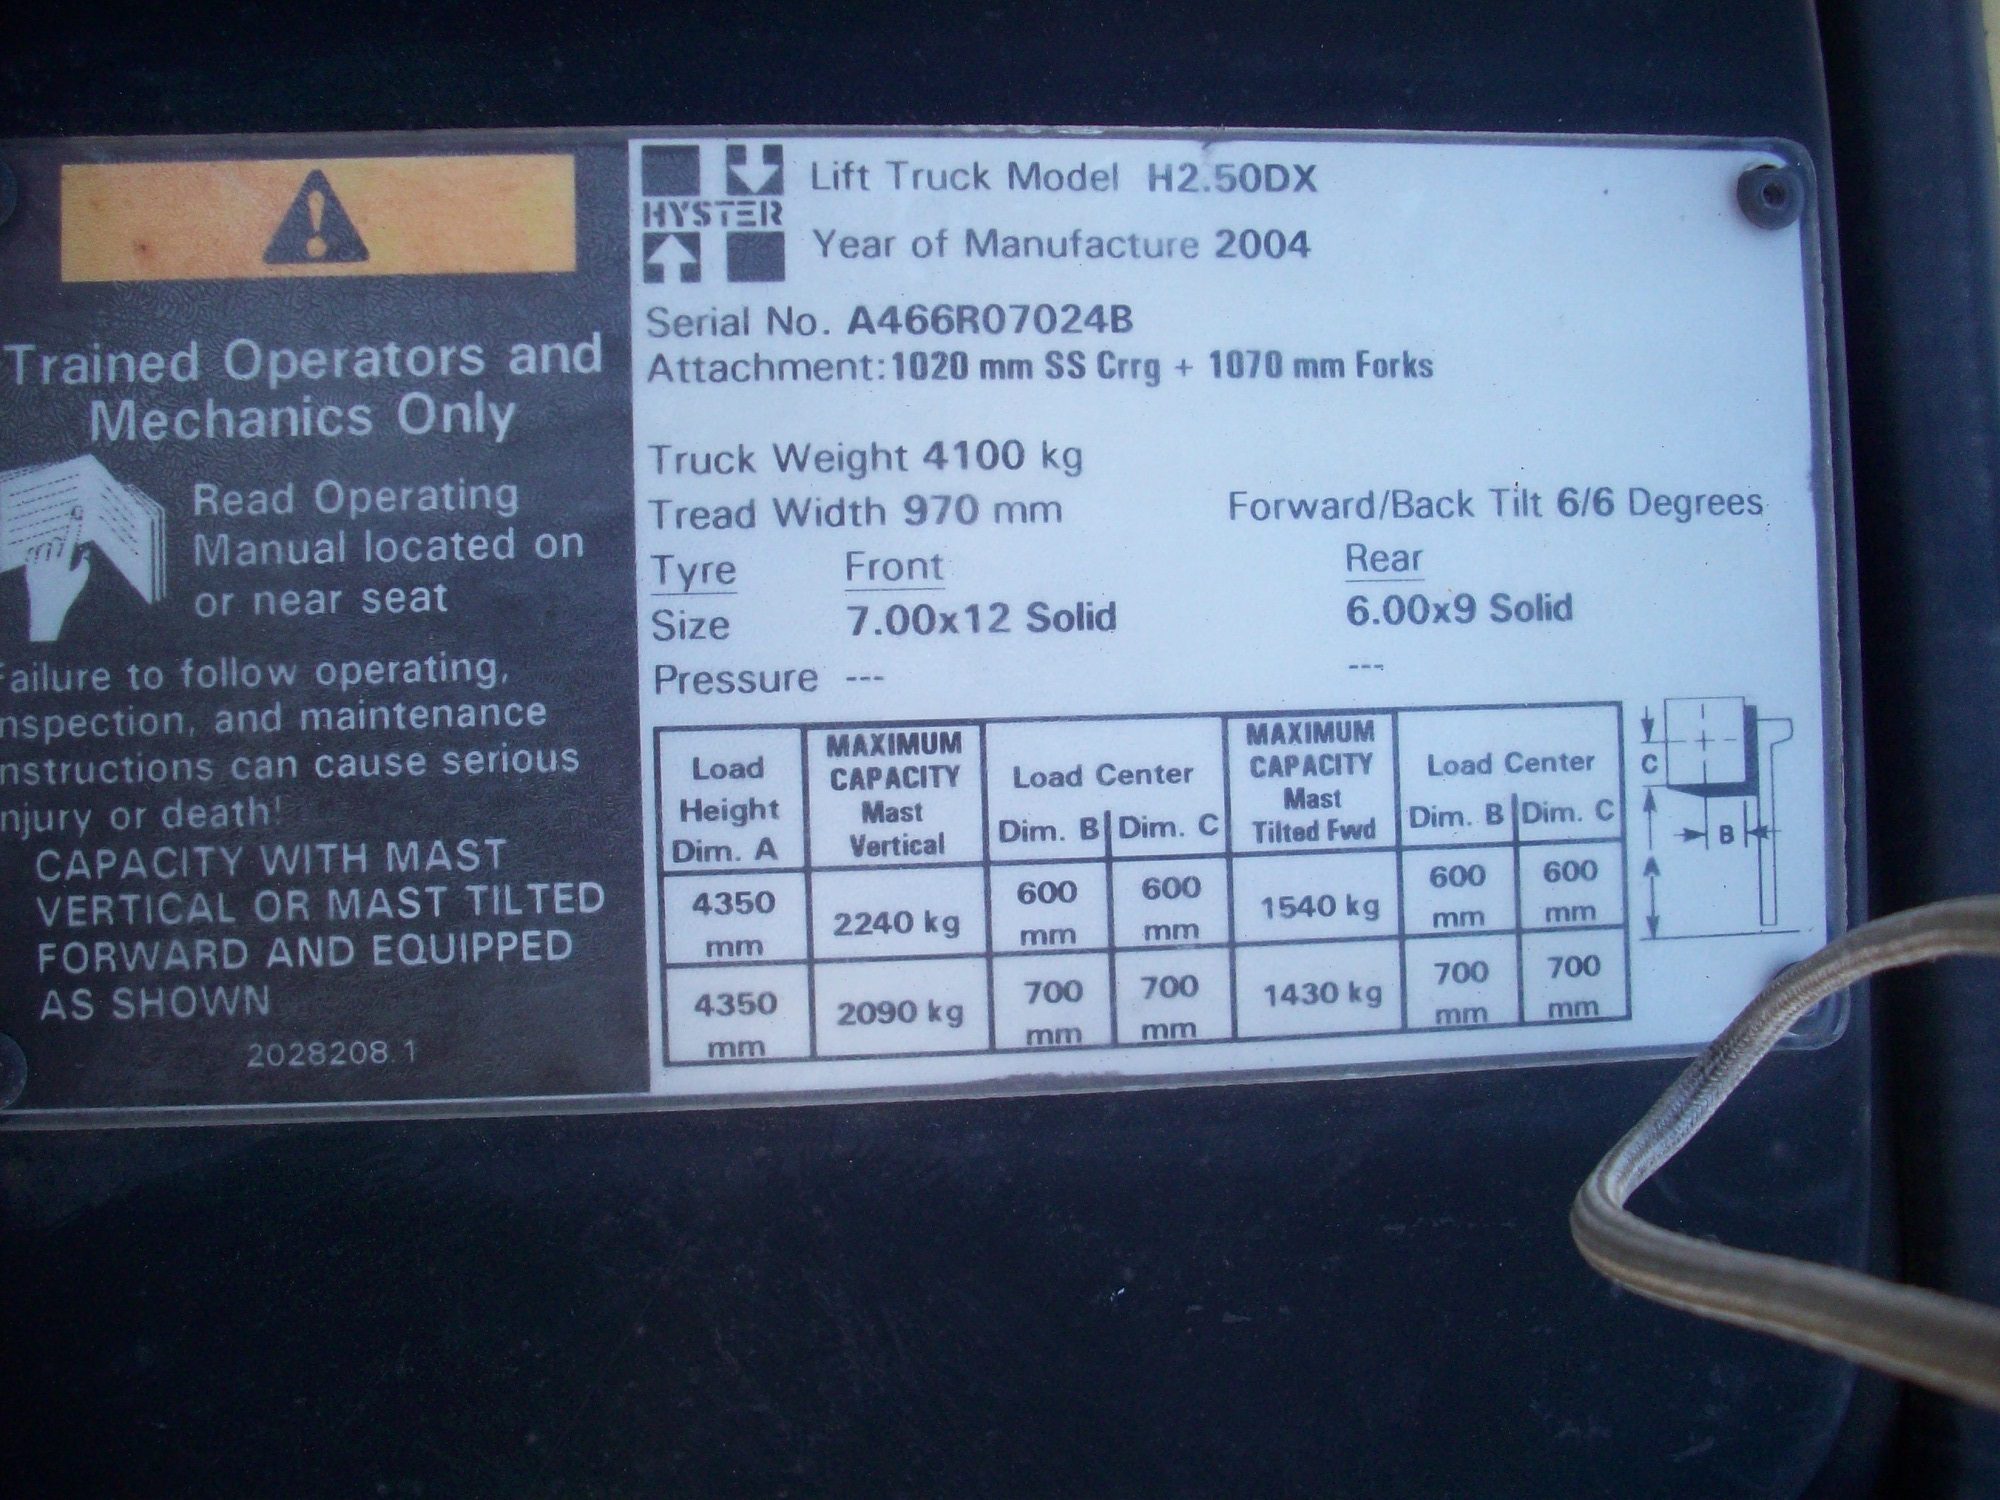 Trained Operators and
Mechanics Only
Read Operating
Manual located on
or near seat
ailure to follow operating,
nspection, and maintenance
nstructions can cause serious
njury or death!
CAPACITY WITH MAST
VERTICAL OR MAST TILTED
FORWARD AND EQUIPPED
AS SHOWN
2028208.1
HYSTER
Lift Truck Model H2.50DX
Year of Manufacture 2004
Serial No. A466R07024B
Attachment: 1020 mm SS Crrg + 1070 mm Forks
Truck Weight 4100 kg
Tread Width 970 mm Forward/Back Tilt 6/6 Degrees
Tyre Front Rear
Size 7.00x12 Solid 6.00x9 Solid
Pressure --- ---
Load Height Dim. A MAXIMUM CAPACITY Mast Vertical Load Center Dim. B Dim. C MAXIMUM CAPACITY Mast Tilted Fwd Load Center Dim. B Dim. C
4350 mm 2240 kg 600 mm 600 mm 1540 kg 600 mm 600 mm
4350 mm 2090 kg 700 mm 700 mm 1430 kg 700 mm 700 mm
C
B
A